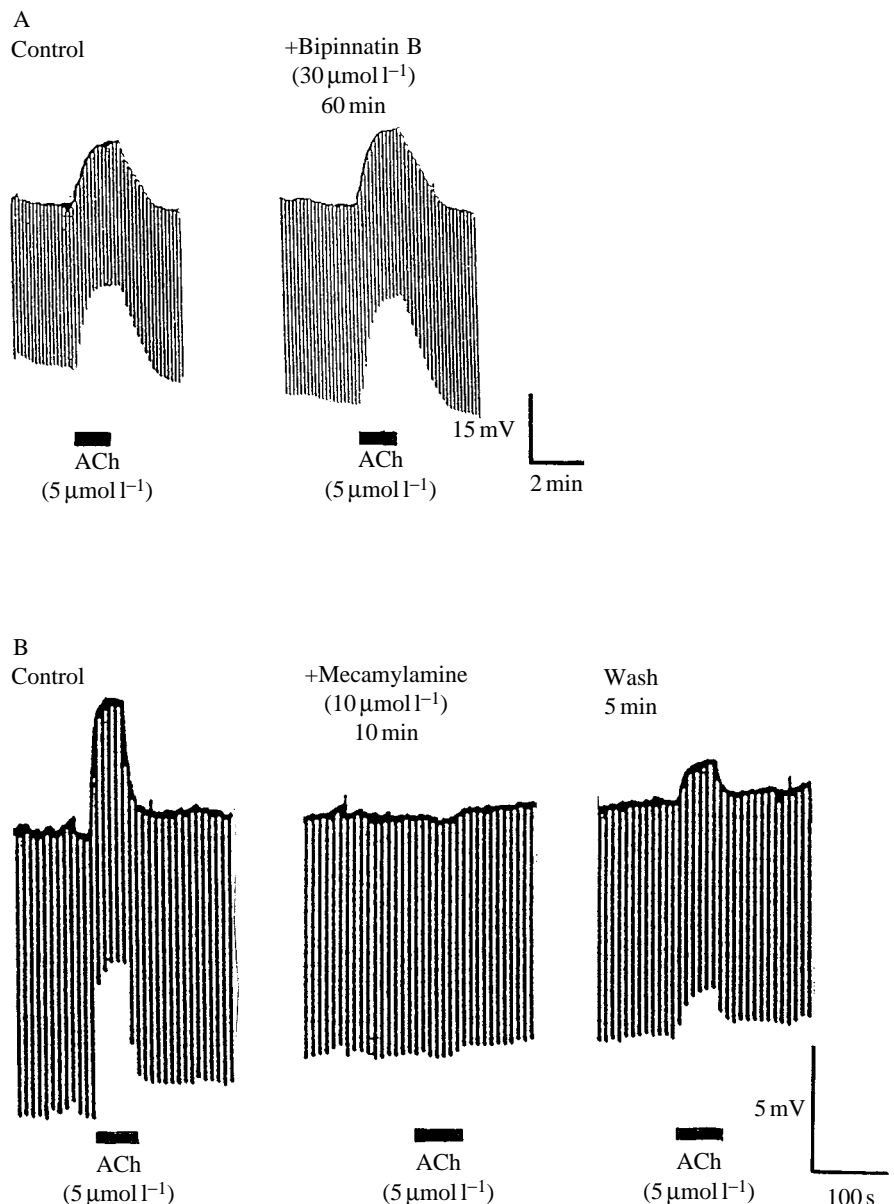 A
Control
+Bipinnatin B
(30 μmol l⁻¹)
60 min
15 mV
2 min
ACh
(5 μmol l⁻¹)
ACh
(5 μmol l⁻¹)
B
Control
+Mecamylamine
(10 μmol l⁻¹)
10 min
Wash
5 min
5 mV
100 s
ACh
(5 μmol l⁻¹)
ACh
(5 μmol l⁻¹)
ACh
(5 μmol l⁻¹)